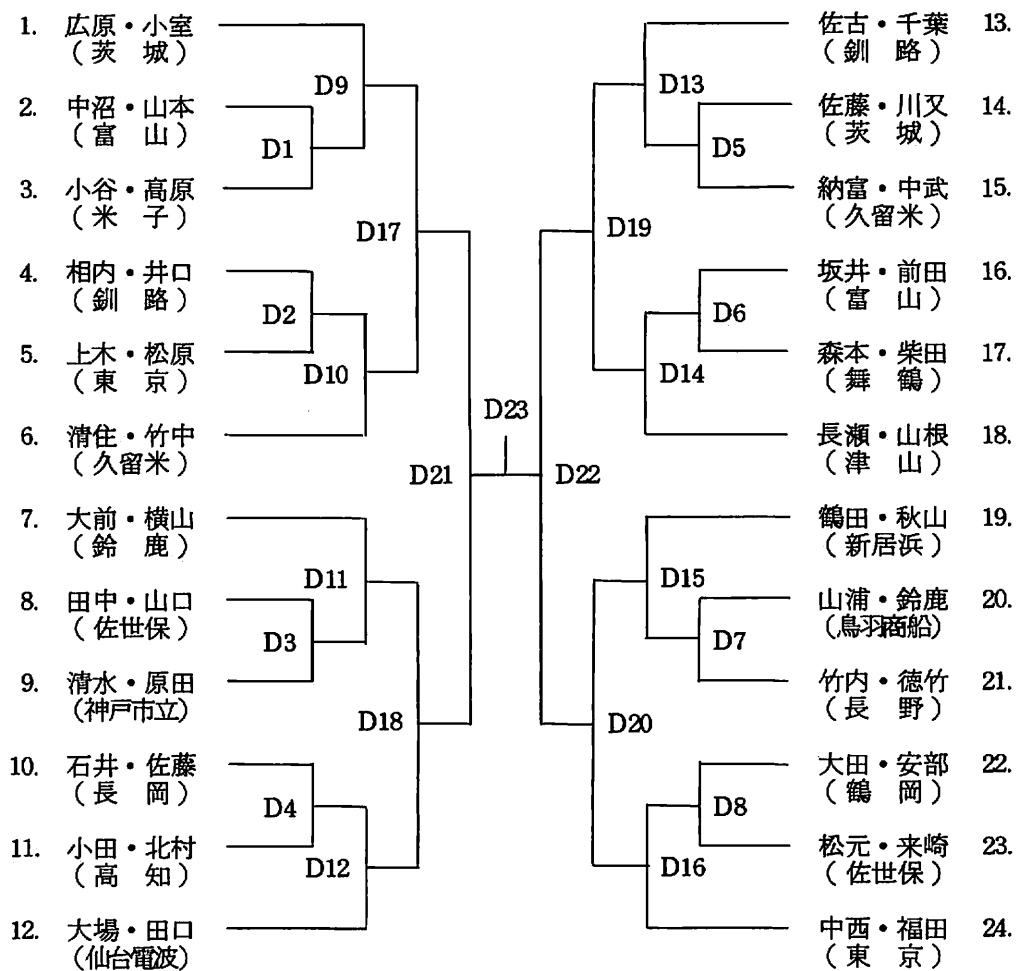 1. 広原・小室
(茨 城)
2. 中沼・山本
(富 山)
3. 小谷・高原
(米 子)
4. 相内・井口
(釧 路)
5. 上木・松原
(東 京)
6. 清住・竹中
(久留米)
7. 大前・横山
(鈴 鹿)
8. 田中・山口
(佐世保)
9. 清水・原田
(神戸市立)
10. 石井・佐藤
(長 岡)
11. 小田・北村
(高 知)
12. 大場・田口
(仙台電波)
D9
D1
D17
D2
D10
D21
D11
D3
D18
D4
D12
D23
D13
D5
D19
D6
D14
D22
D15
D7
D20
D8
D16
佐古・千葉 13.
(釧 路)
佐藤・川又 14.
(茨 城)
納富・中武 15.
(久留米)
坂井・前田 16.
(富 山)
森本・柴田 17.
(舞 鶴)
長瀬・山根 18.
(津 山)
鶴田・秋山 19.
(新居浜)
山浦・鈴鹿 20.
(鳥羽商船)
竹内・徳竹 21.
(長 野)
大田・安部 22.
(鶴 岡)
松元・来崎 23.
(佐世保)
中西・福田 24.
(東 京)